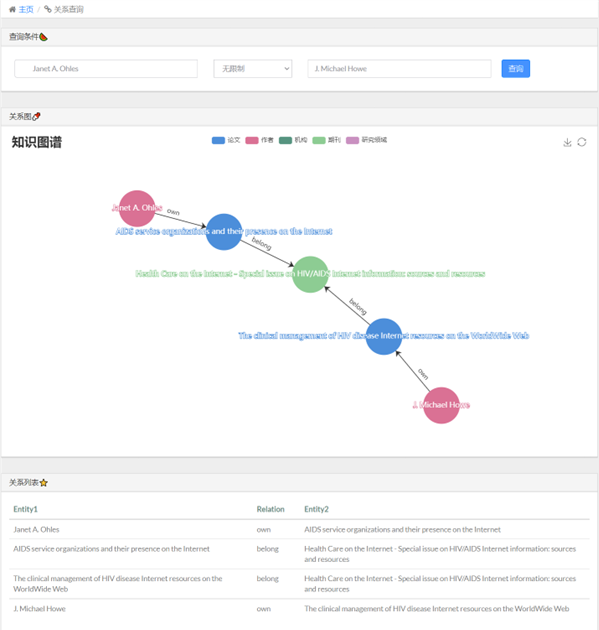 主页 / 关系查询
查询条件
Janet A. Ohles 无限制 J. Michael Howe 查询
关系图
知识图谱 论文 作者 机构 期刊 研究领域
Janet A. Ohles
own
AIDS service organizations and their presence on the Internet
belong
Health Care on the Internet - Special issue on HIV/AIDS Internet information: sources and resources
belong
The clinical management of HIV disease Internet resources on the WorldWide Web
own
J. Michael Howe
关系列表
Entity1 Relation Entity2
Janet A. Ohles own AIDS service organizations and their presence on the Internet
AIDS service organizations and their presence on the Internet belong Health Care on the Internet - Special issue on HIV/AIDS Internet information: sources
and resources
The clinical management of HIV disease Internet resources on the belong Health Care on the Internet - Special issue on HIV/AIDS Internet information: sources
WorldWide Web and resources
J. Michael Howe own The clinical management of HIV disease Internet resources on the WorldWide Web